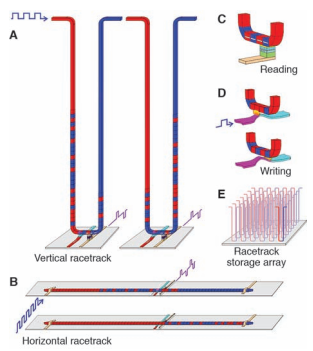 A
C
Reading
D
Writing
E
Racetrack
storage array
Vertical racetrack
B
Horizontal racetrack